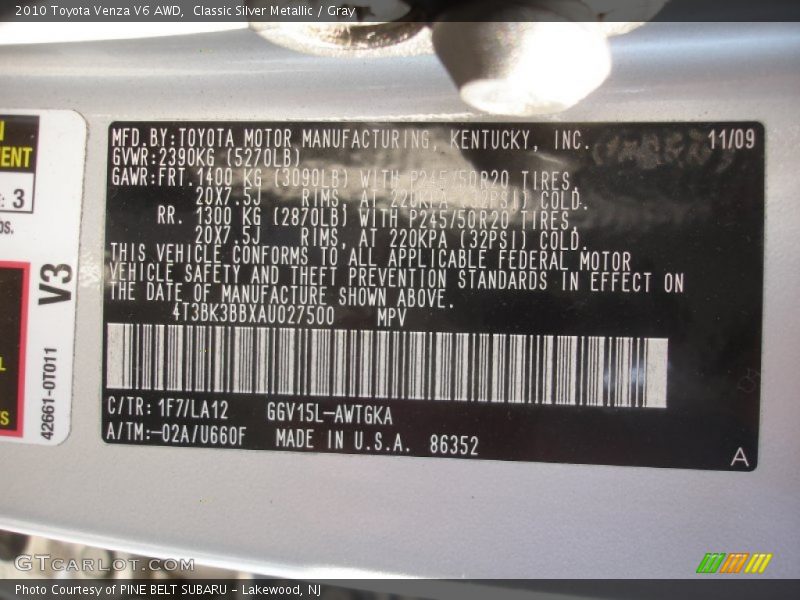 2010 Toyota Venza V6 AWD, Classic Silver Metallic / Gray
MFD.BY:TOYOTA MOTOR MANUFACTURING, KENTUCKY, INC. 11/09
GVWR:2390KG (5270LB)
GAWR:FRT.1400 KG (3090LB) WITH P245/50R20 TIRES,
20X7.5J RIMS, AT 220KPA (32PSI) COLD.
RR. 1300 KG (2870LB) WITH P245/50R20 TIRES,
20X7.5J RIMS, AT 220KPA (32PSI) COLD.
THIS VEHICLE CONFORMS TO ALL APPLICABLE FEDERAL MOTOR
VEHICLE SAFETY AND THEFT PREVENTION STANDARDS IN EFFECT ON
THE DATE OF MANUFACTURE SHOWN ABOVE.
4T3BK3BBXAU027500 MPV
C/TR: 1F7/LA12 GGV15L-AWTGKA
A/TM:-02A/U660F MADE IN U.S.A. 86352
A
3
V3
42661-0T011
GTcarlot.com
Photo Courtesy of PINE BELT SUBARU - Lakewood, NJ